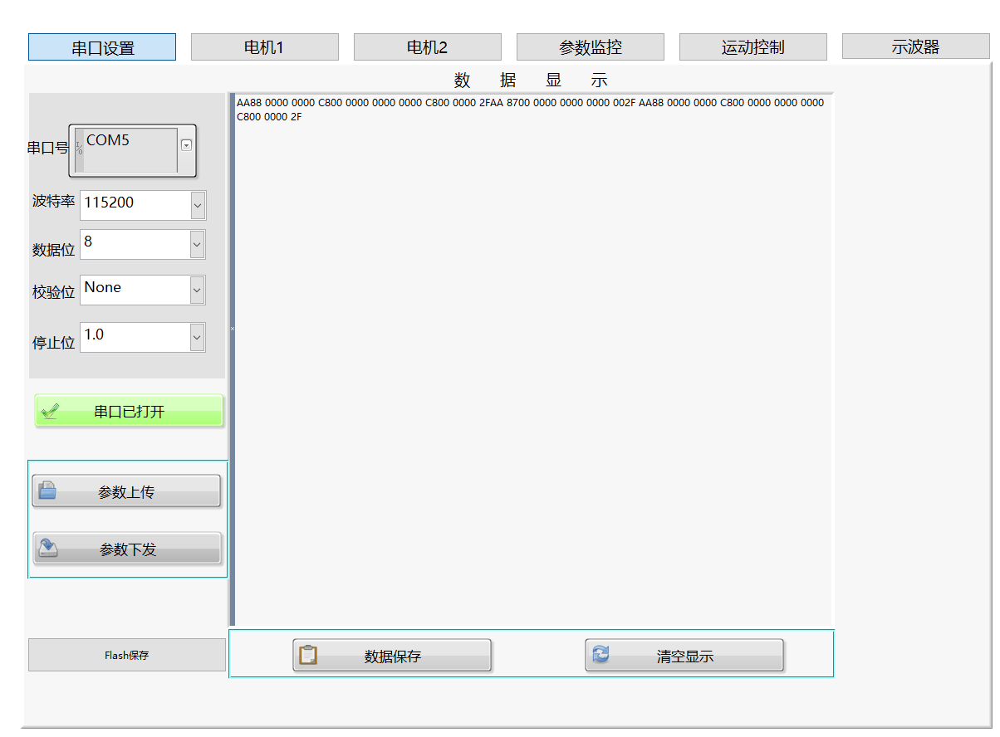 串口设置 电机1 电机2 参数监控 运动控制 示波器
数 据 显 示
AA88 0000 0000 C800 0000 0000 0000 C800 0000 2FAA 8700 0000 0000 0000 002F AA88 0000 0000 C800 0000 0000 0000
C800 0000 2F
串口号 I/0 COM5
波特率 115200
数据位 8
校验位 None
停止位 1.0
串口已打开
参数上传
参数下发
Flash保存 数据保存 清空显示